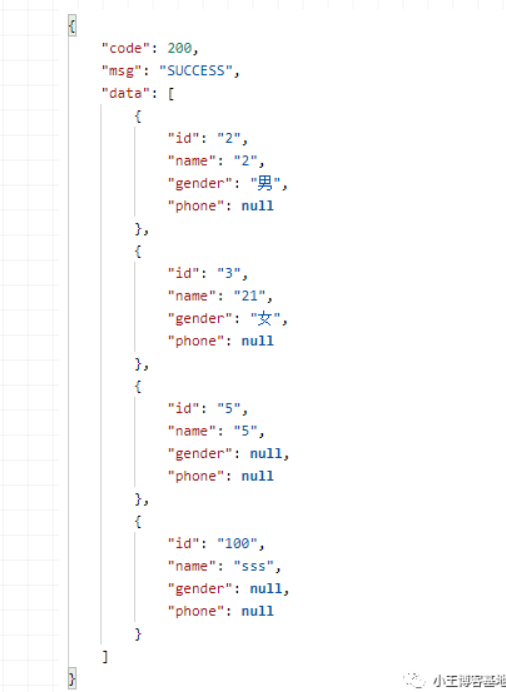 {
"code": 200,
"msg": "SUCCESS",
"data": [
{
"id": "2",
"name": "2",
"gender": "男",
"phone": null
},
{
"id": "3",
"name": "21",
"gender": "女",
"phone": null
},
{
"id": "5",
"name": "5",
"gender": null,
"phone": null
},
{
"id": "100",
"name": "sss",
"gender": null,
"phone": null
}
]
}
小王博客基地